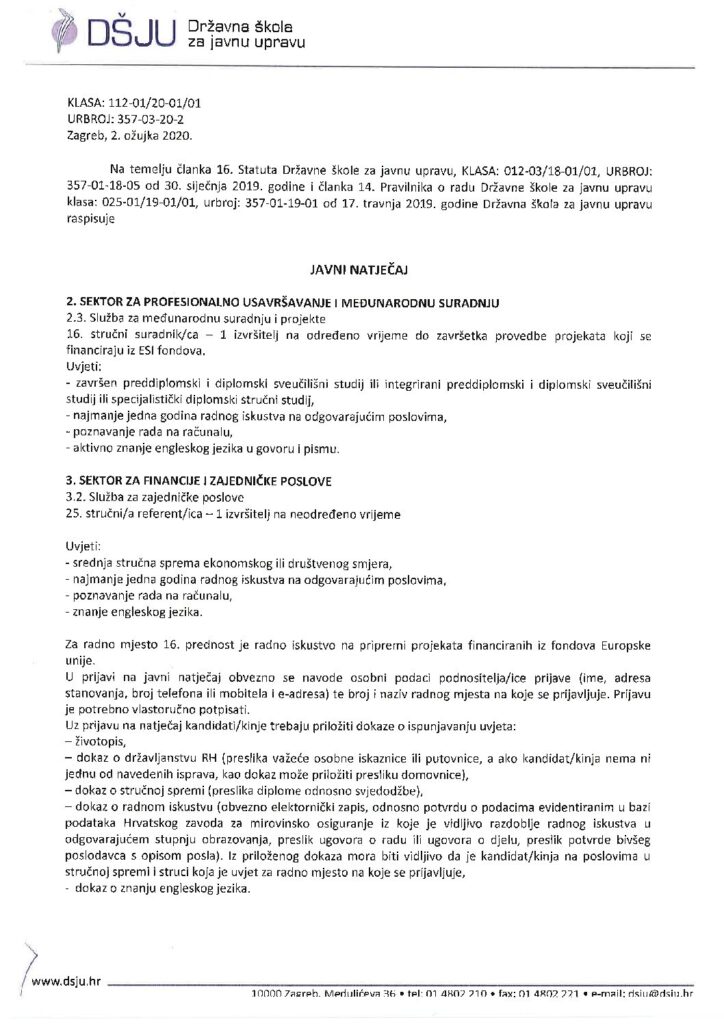 DŠJU Državna škola
za javnu upravu
KLASA: 112-01/20-01/01
URBROJ: 357-03-20-2
Zagreb, 2. ožujka 2020.
Na temelju članka 16. Statuta Državne škole za javnu upravu, KLASA: 012-03/18-01/01, URBROJ:
357-01-18-05 od 30. siječnja 2019. godine i članka 14. Pravilnika o radu Državne škole za javnu upravu
klasa: 025-01/19-01/01, urbroj: 357-01-19-01 od 17. travnja 2019. godine Državna škola za javnu upravu
raspisuje
JAVNI NATJEČAJ
2. SEKTOR ZA PROFESIONALNO USAVRŠAVANJE I MEĐUNARODNU SURADNJU
2.3. Služba za međunarodnu suradnju i projekte
16. stručni suradnik/ca – 1 izvršitelj na određeno vrijeme do završetka provedbe projekata koji se
financiraju iz ESI fondova.
Uvjeti:
- završen preddiplomski i diplomski sveučilišni studij ili integrirani preddiplomski i diplomski sveučilišni
studij ili specijalistički diplomski stručni studij,
- najmanje jedna godina radnog iskustva na odgovarajućim poslovima,
- poznavanje rada na računalu,
- aktivno znanje engleskog jezika u govoru i pismu.
3. SEKTOR ZA FINANCIJE I ZAJEDNIČKE POSLOVE
3.2. Služba za zajedničke poslove
25. stručni/a referent/ica – 1 izvršitelj na neodređeno vrijeme
Uvjeti:
- srednja stručna sprema ekonomskog ili društvenog smjera,
- najmanje jedna godina radnog iskustva na odgovarajućim poslovima,
- poznavanje rada na računalu,
- znanje engleskog jezika.
Za radno mjesto 16. prednost je radno iskustvo na pripremi projekata financiranih iz fondova Europske
unije.
U prijavi na javni natječaj obvezno se navode osobni podaci podnositelja/ice prijave (ime, adresa
stanovanja, broj telefona ili mobitela i e-adresa) te broj i naziv radnog mjesta na koje se prijavljuje. Prijavu
je potrebno vlastoručno potpisati.
Uz prijavu na natječaj kandidati/kinje trebaju priložiti dokaze o ispunjavanju uvjeta:
– životopis,
– dokaz o državljanstvu RH (preslika važeće osobne iskaznice ili putovnice, a ako kandidat/kinja nema ni
jednu od navedenih isprava, kao dokaz može priložiti presliku domovnice),
– dokaz o stručnoj spremi (preslika diplome odnosno svjedodžbe),
– dokaz o radnom iskustvu (obvezno elektornički zapis, odnosno potvrdu o podacima evidentiranim u bazi
podataka Hrvatskog zavoda za mirovinsko osiguranje iz koje je vidljivo razdoblje radnog iskustva u
odgovarajućem stupnju obrazovanja, preslik ugovora o radu ili ugovora o djelu, preslik potvrde bivšeg
poslodavca s opisom posla). Iz priloženog dokaza mora biti vidljivo da je kandidat/kinja na poslovima u
stručnoj spremi i struci koja je uvjet za radno mjesto na koje se prijavljuje,
- dokaz o znanju engleskog jezika.
www.dsju.hr
10000 Zagreb, Medulićeva 36 • tel: 01 4802 210 • fax: 01 4802 221 • e-mail: dsju@dsju.hr